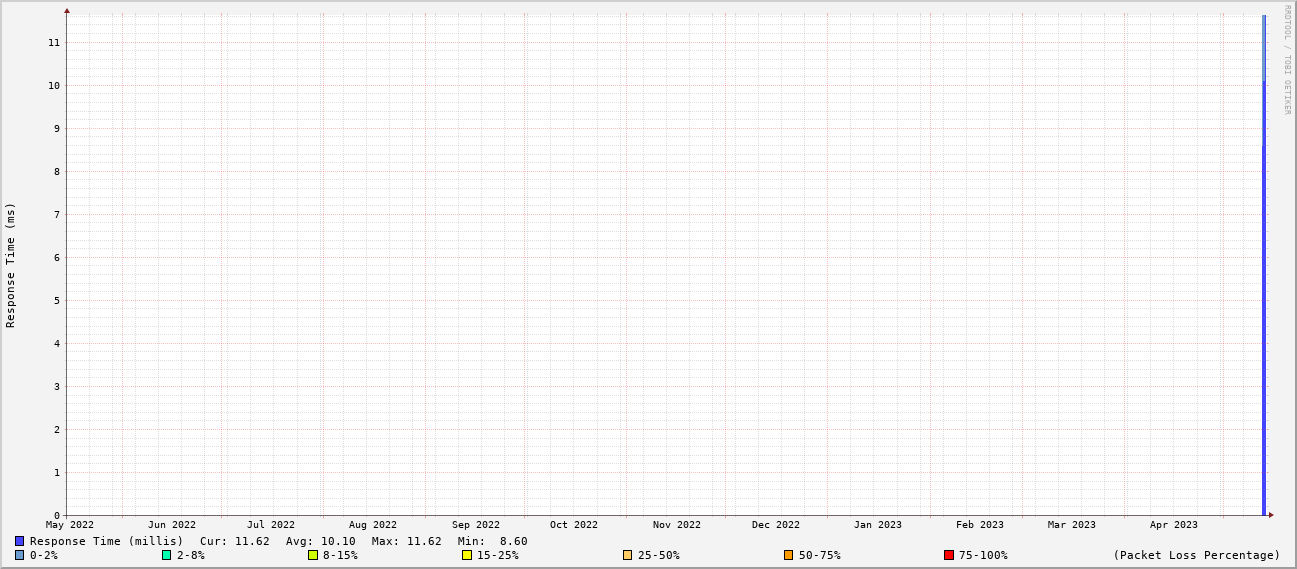 RRDTOOL / TOBI OETIKER
Response Time (ms)
11
10
9
8
7
6
5
4
3
2
1
0
May 2022 Jun 2022 Jul 2022 Aug 2022 Sep 2022 Oct 2022 Nov 2022 Dec 2022 Jan 2023 Feb 2023 Mar 2023 Apr 2023
Response Time (millis) Cur: 11.62 Avg: 10.10 Max: 11.62 Min: 8.60
0-2% 2-8% 8-15% 15-25% 25-50% 50-75% 75-100% (Packet Loss Percentage)